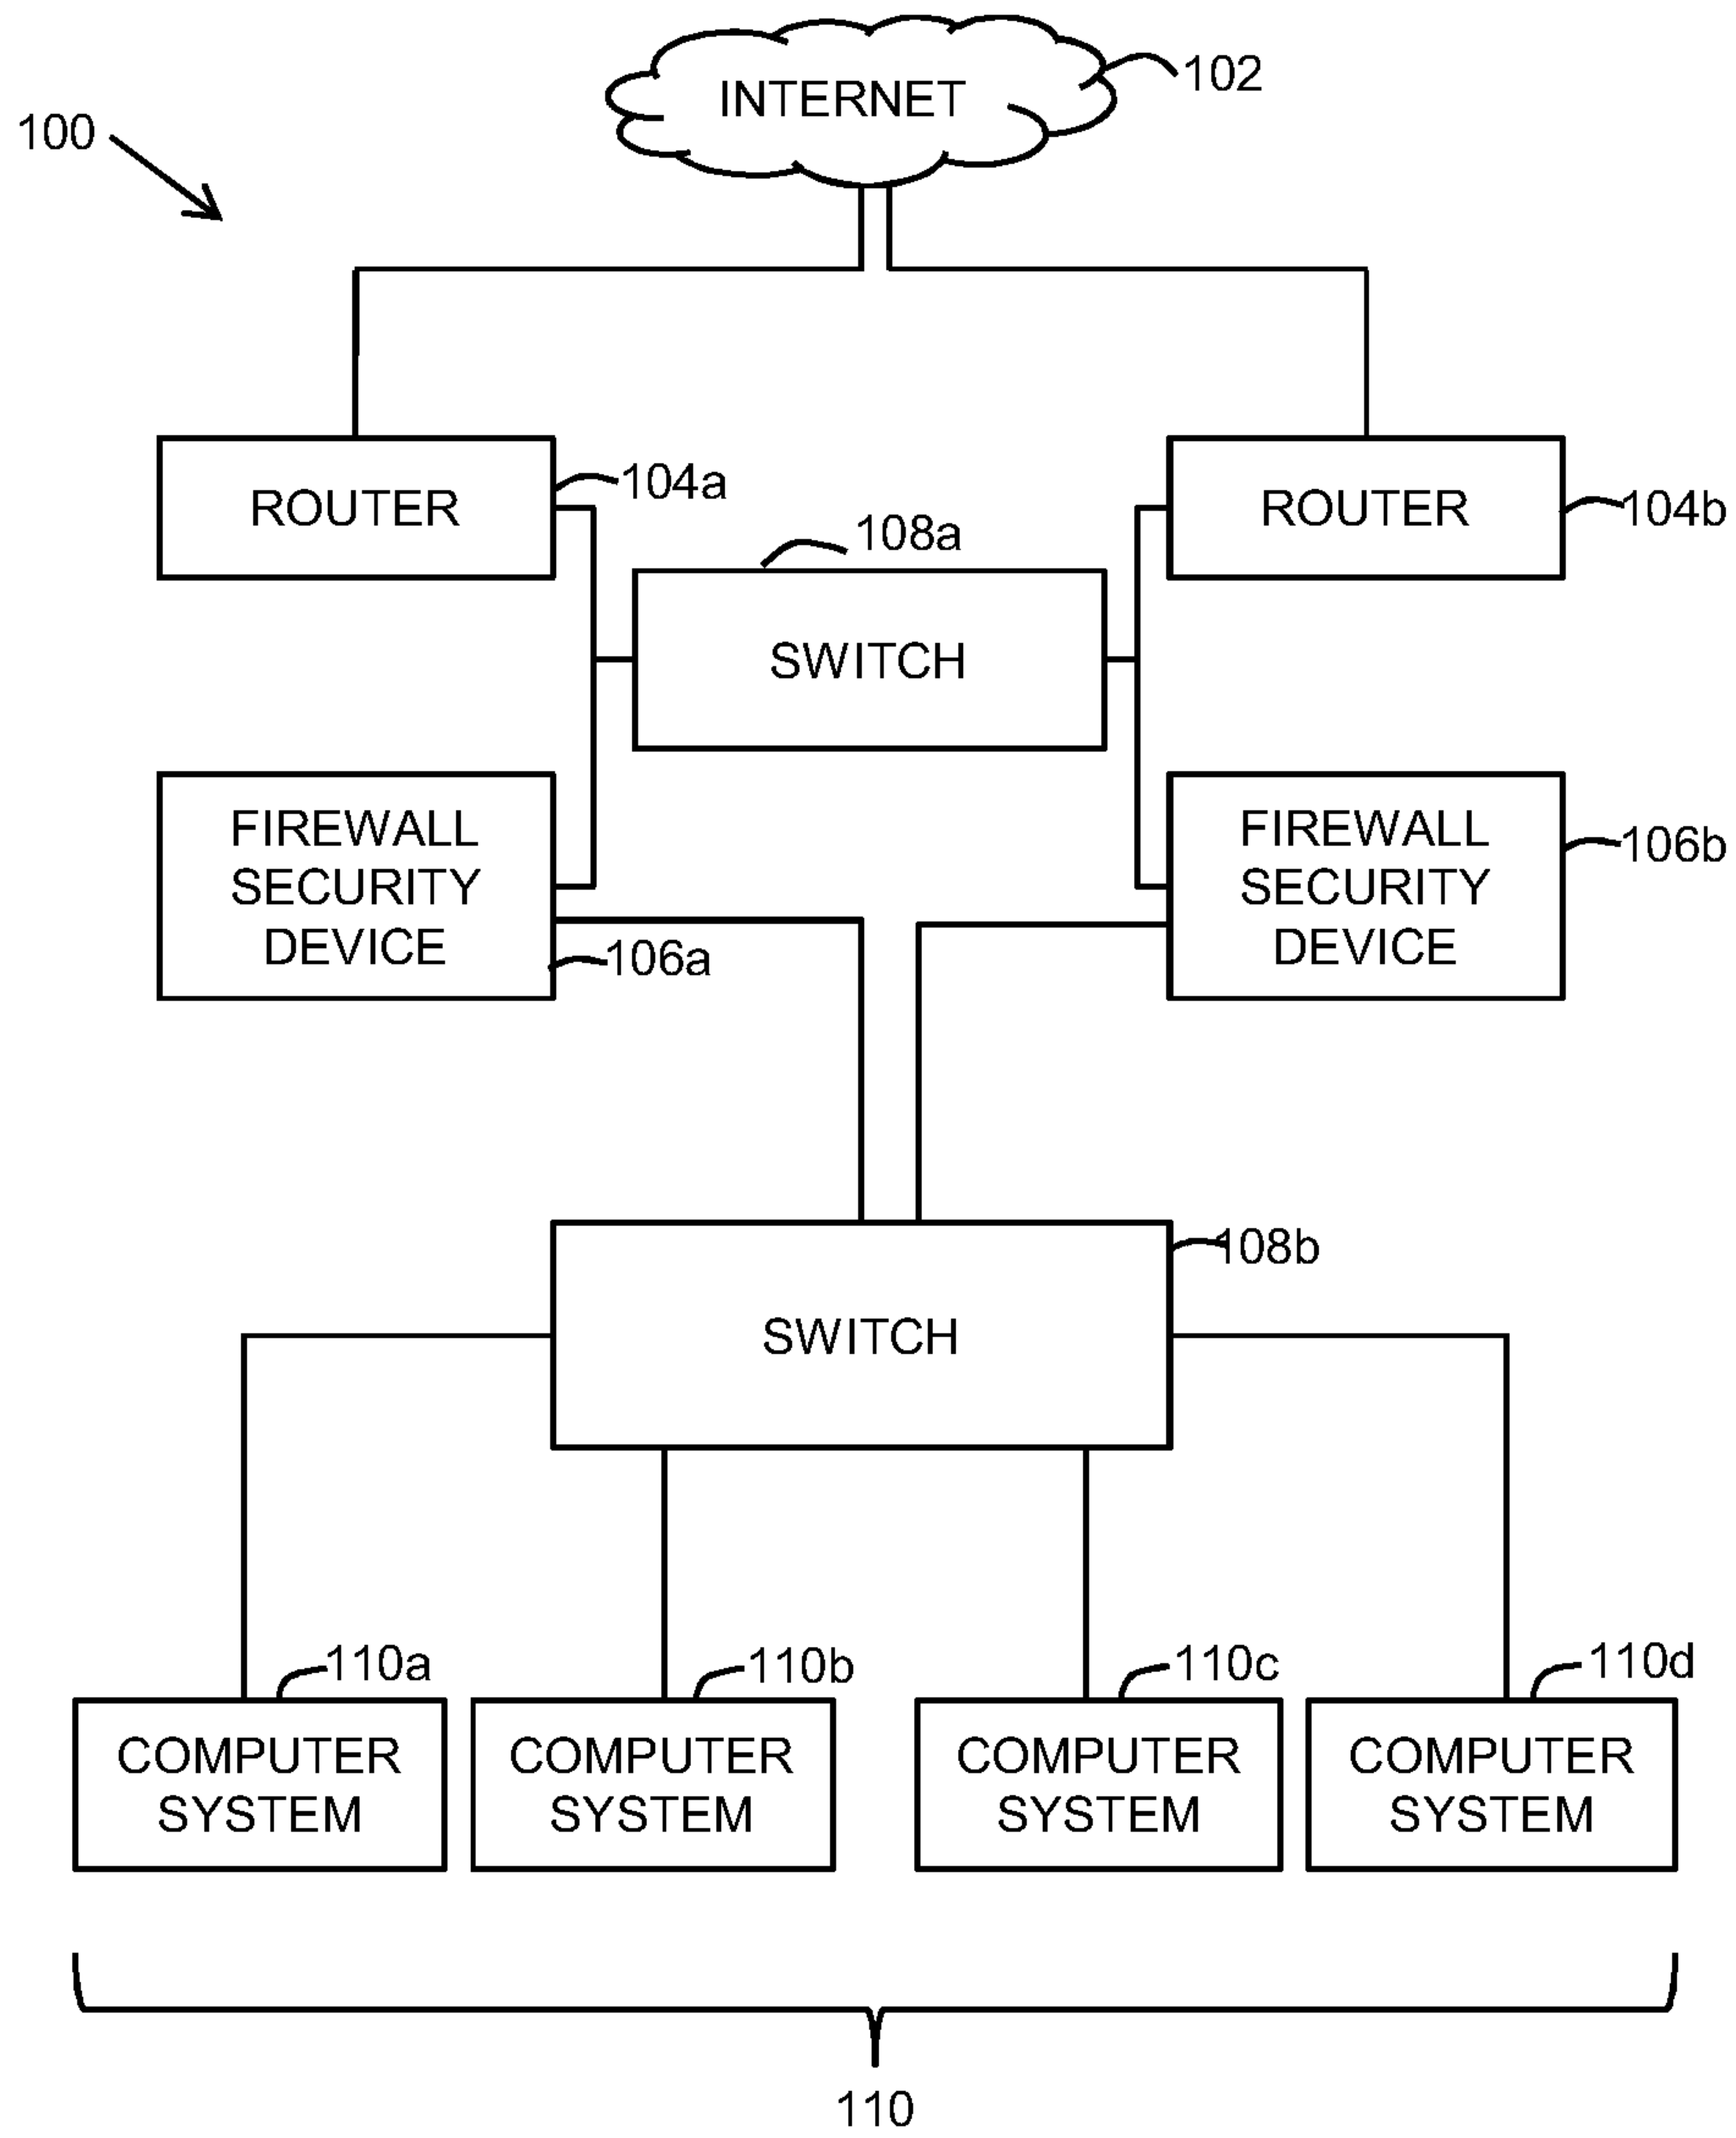 INTERNET
102
100
ROUTER
104a
108a
ROUTER
104b
SWITCH
FIREWALL
SECURITY
DEVICE
106a
FIREWALL
SECURITY
DEVICE
106b
108b
SWITCH
110a
110b
110c
110d
COMPUTER
SYSTEM
COMPUTER
SYSTEM
COMPUTER
SYSTEM
COMPUTER
SYSTEM
110